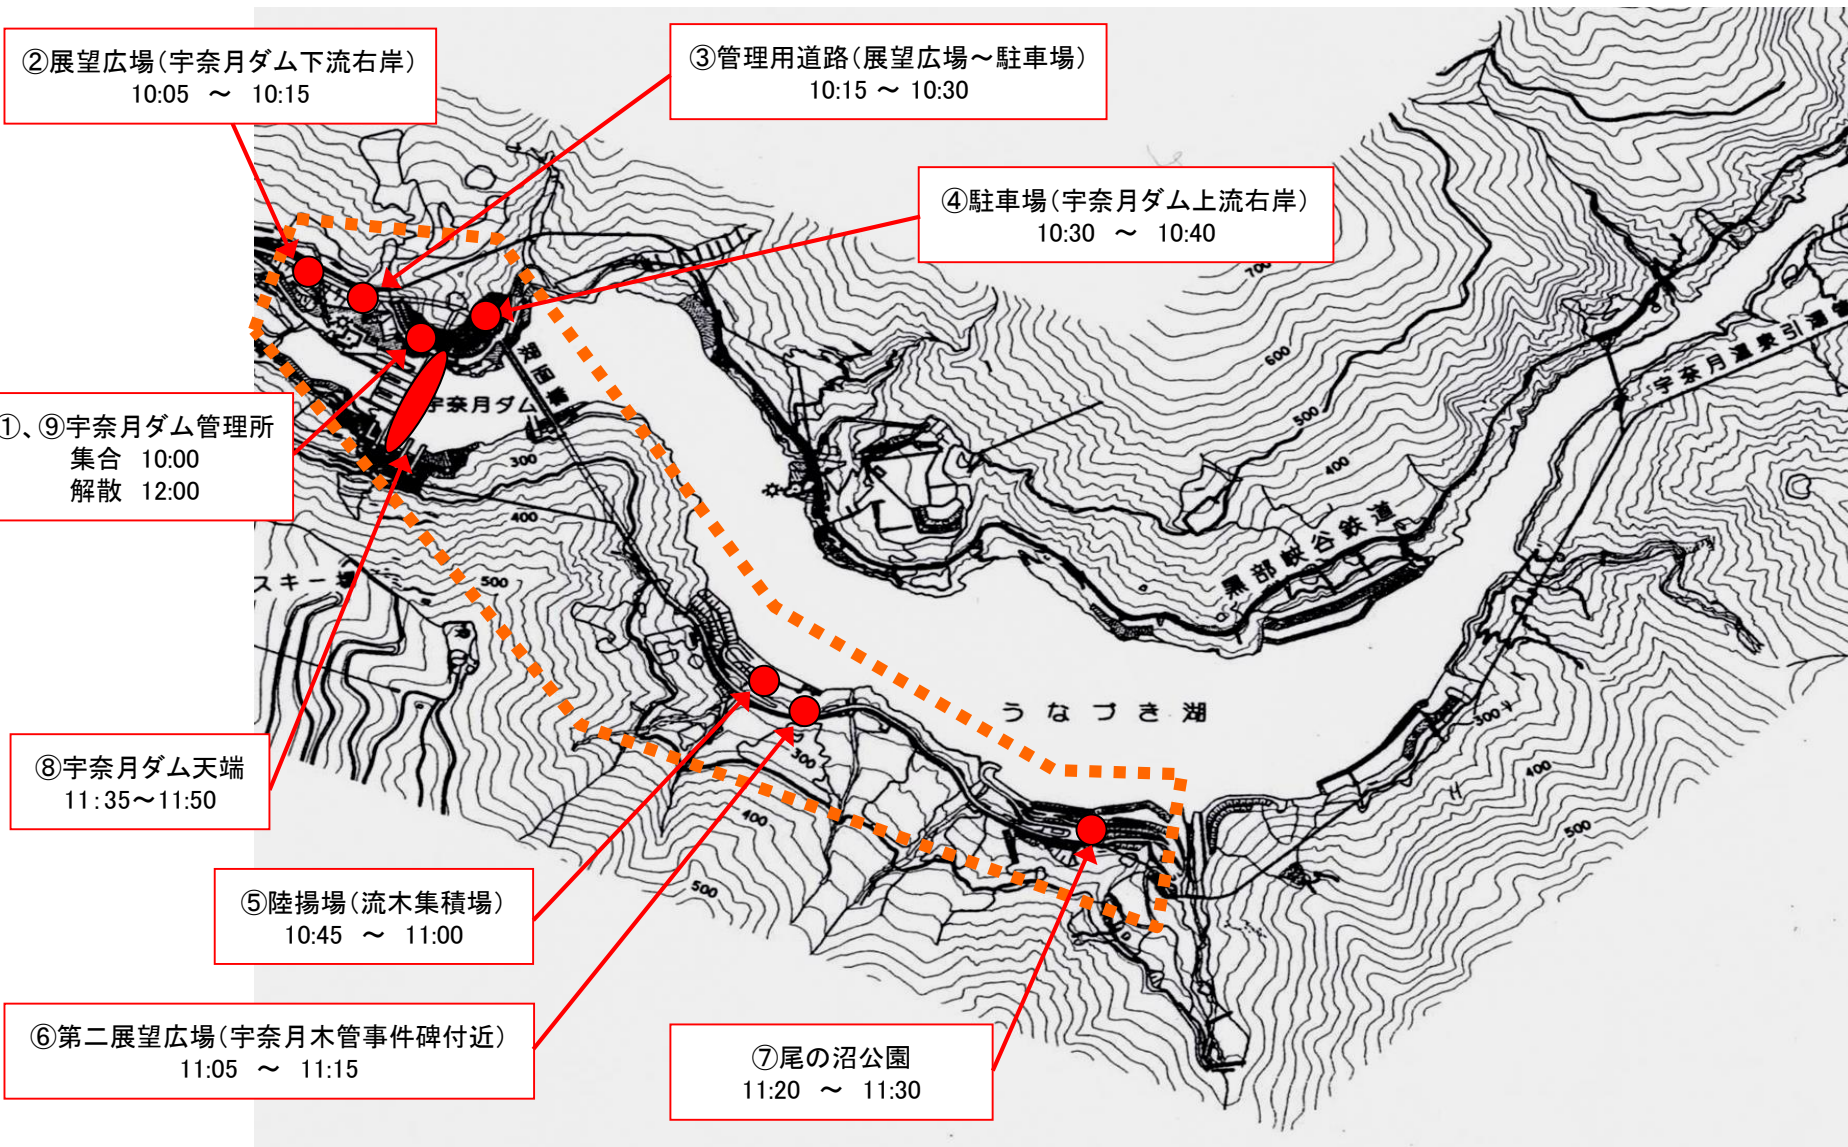 ②展望広場(宇奈月ダム下流右岸)
10:05 ～ 10:15
③管理用道路(展望広場～駐車場)
10:15 ～ 10:30
④駐車場(宇奈月ダム上流右岸)
10:30 ～ 10:40
①、⑨宇奈月ダム管理所
集合 10:00
解散 12:00
⑧宇奈月ダム天端
11:35～11:50
⑤陸揚場(流木集積場)
10:45 ～ 11:00
⑥第二展望広場(宇奈月木管事件碑付近)
11:05 ～ 11:15
⑦尾の沼公園
11:20 ～ 11:30
宇奈月ダム
湖面橋
スキー場
黒部峡谷鉄道
うなづき湖
宇奈月温泉引湯管
700
600
500
400
300
400
500
300
400
500
300
400
500